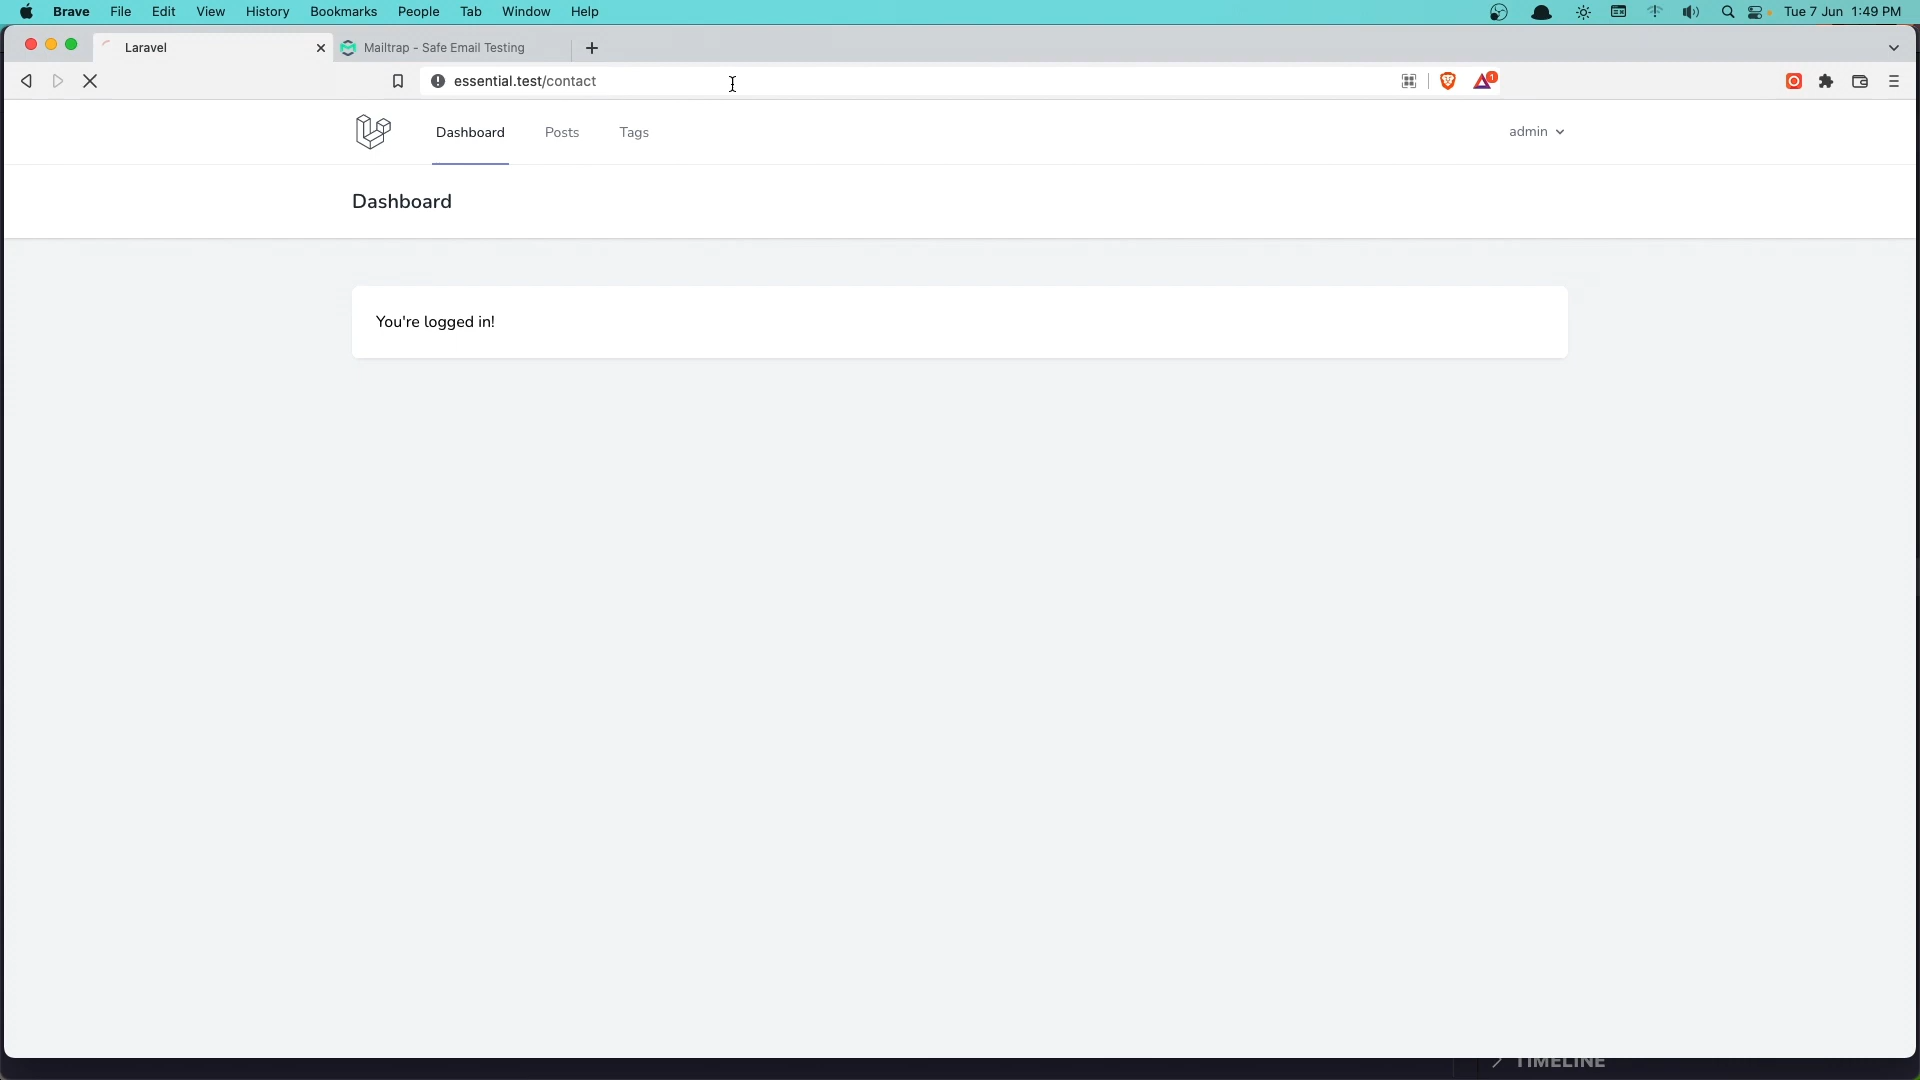 Brave File Edit View History Bookmarks People Tab Window Help Tue 7 Jun 1:49 PM
Laravel Mailtrap - Safe Email Testing
essential.test/contact 1
Dashboard Posts Tags admin
Dashboard
You're logged in!
TIMELINE